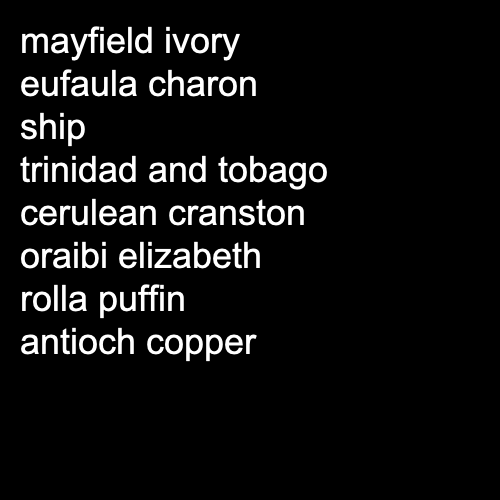 mayfield ivory
eufaula charon
ship
trinidad and tobago
cerulean cranston
oraibi elizabeth
rolla puffin
antioch copper